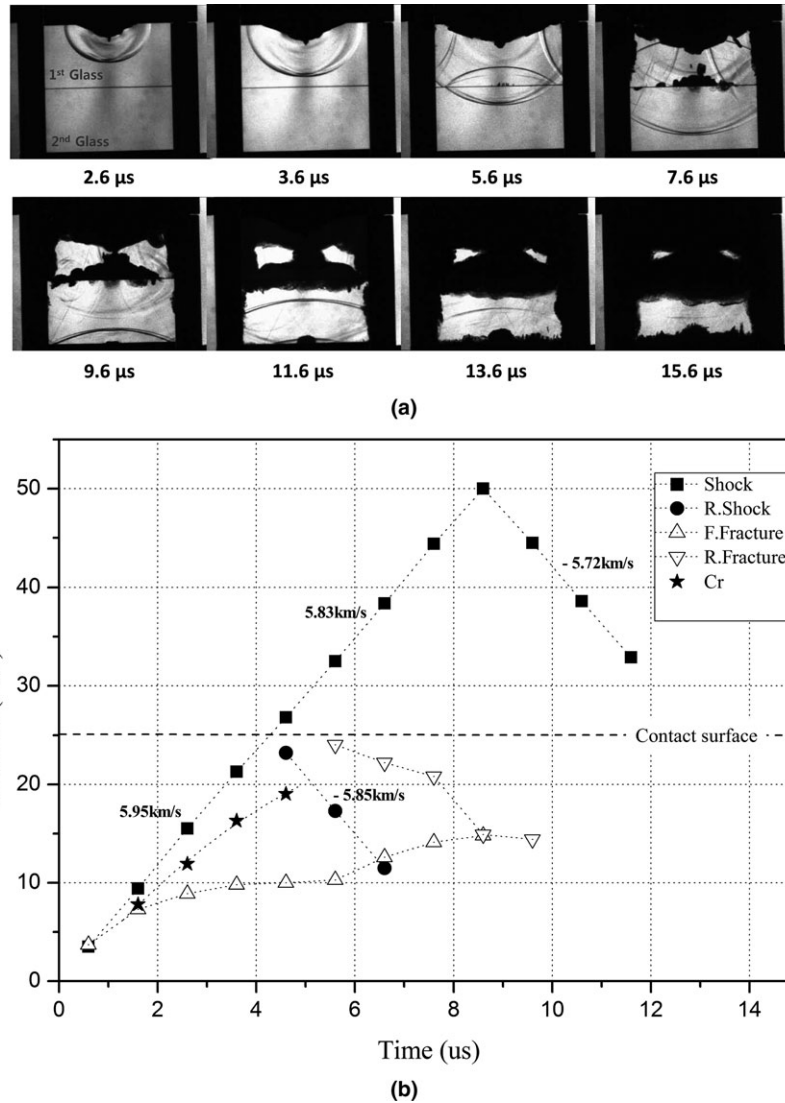 1st Glass
2nd Glass
2.6 μs
3.6 μs
5.6 μs
7.6 μs
9.6 μs
11.6 μs
13.6 μs
15.6 μs
(a)
50
40
30
20
10
0
Shock
R.Shock
F.Fracture
R.Fracture
Cr
- 5.72km/s
5.83km/s
Contact surface
- 5.85km/s
5.95km/s
0 2 4 6 8 10 12 14
Time (us)
(b)